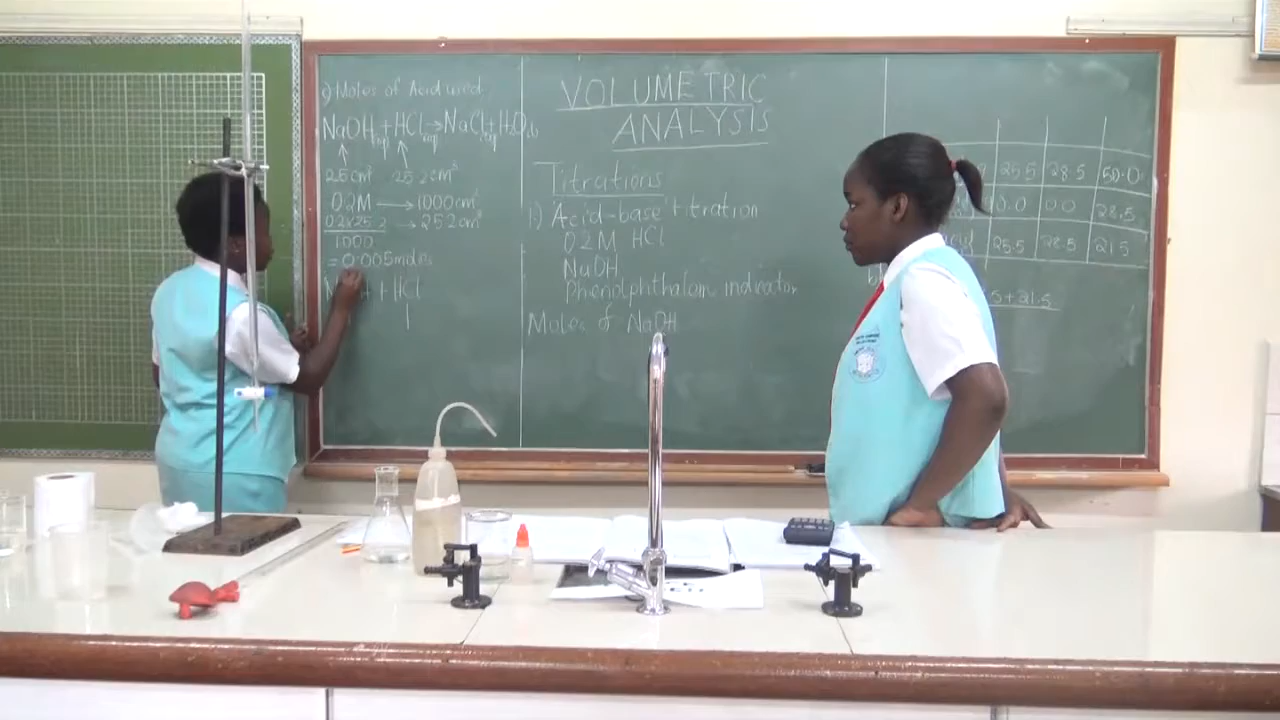 c) Moles of Acid used
NaOH(aq) + HCl(aq) → NaCl(aq) + H2O(l)
25cm³ 25.2cm³
0.2M → 1000cm³
0.2x25.2 → 25.2cm³
1000
= 0.005moles
+ HCl
1
VOLUMETRIC
ANALYSIS
Titrations
1.) Acid-base titration
0.2M HCl
NaOH
Phenolphthalein indicator
Moles of NaOH
25.5 28.5 50.0
0.0 0.0 28.5
acid 25.5 28.5 21.5
b)
5+21.5